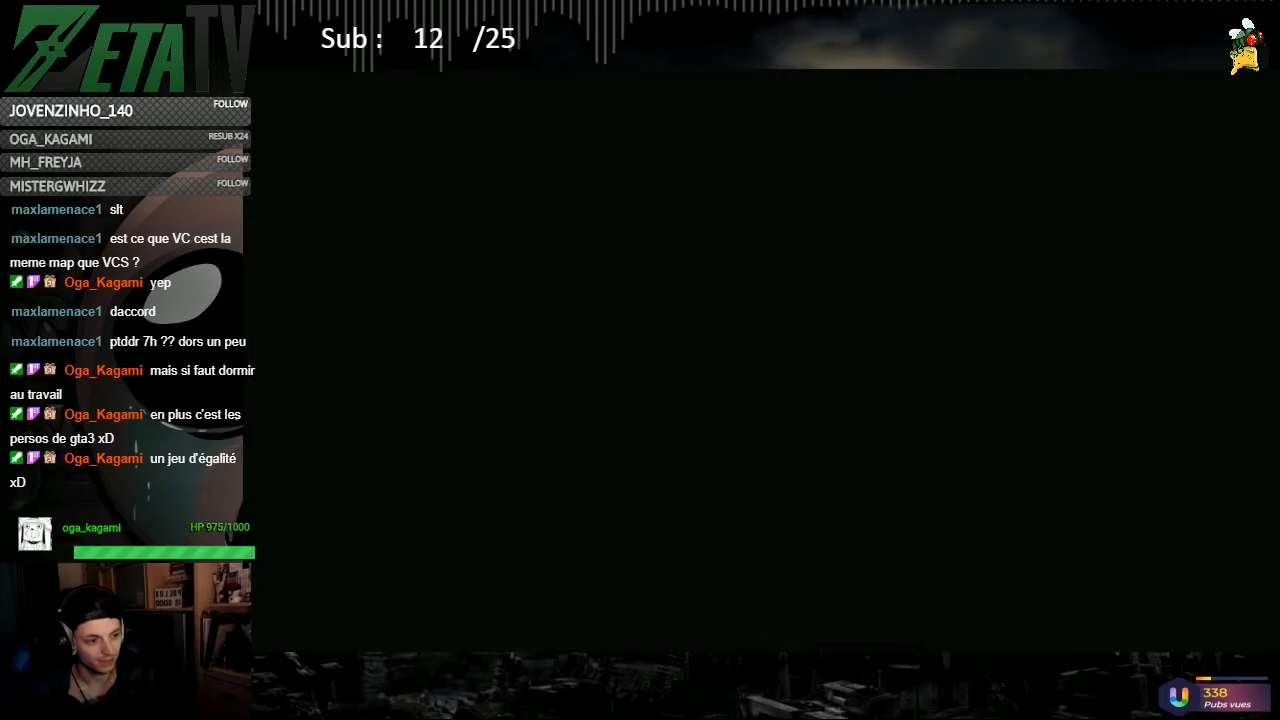 ZETATV
Sub : 12 /25
JOVENZINHO_140 FOLLOW
OGA_KAGAMI RESUB X24
MH_FREYJA FOLLOW
MISTERGWHIZZ FOLLOW
maxlamenace1 slt
maxlamenace1 est ce que VC cest la
meme map que VCS ?
Oga_Kagami yep
maxlamenace1 daccord
maxlamenace1 ptddr 7h ?? dors un peu
Oga_Kagami mais si faut dormir
au travail
Oga_Kagami en plus c'est les
persos de gta3 xD
Oga_Kagami un jeu d'égalité
xD
oga_kagami HP 975/1000
338
Pubs vues